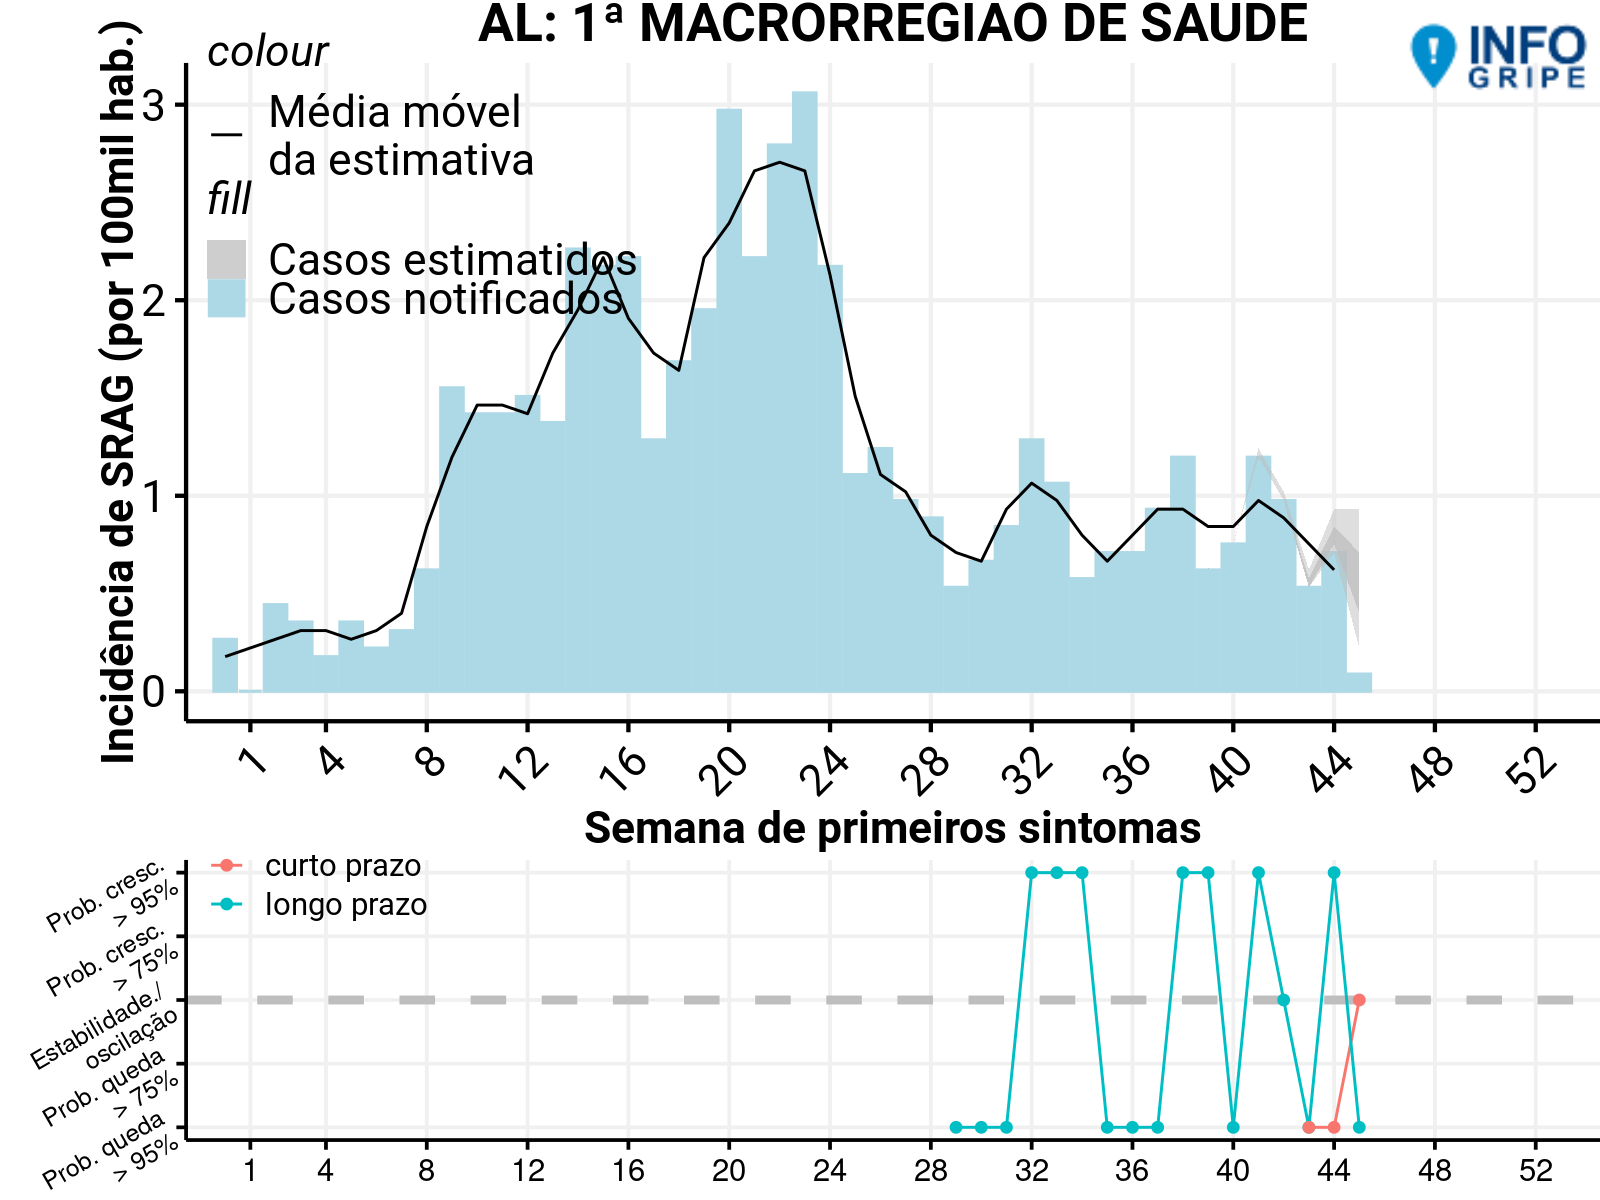 AL: 1ª MACRORREGIAO DE SAUDE
INFO
GRIPE
Incidência de SRAG (por 100mil hab.)
colour
Média móvel
da estimativa
fill
Casos estimatidos
Casos notificados
3
2
1
0
1 4 8 12 16 20 24 28 32 36 40 44 48 52
Semana de primeiros sintomas
curto prazo
longo prazo
Prob. cresc.
> 95%
Prob. cresc.
> 75%
Estabilidade./
oscilação
Prob. queda
> 75%
Prob. queda
> 95%
1 4 8 12 16 20 24 28 32 36 40 44 48 52